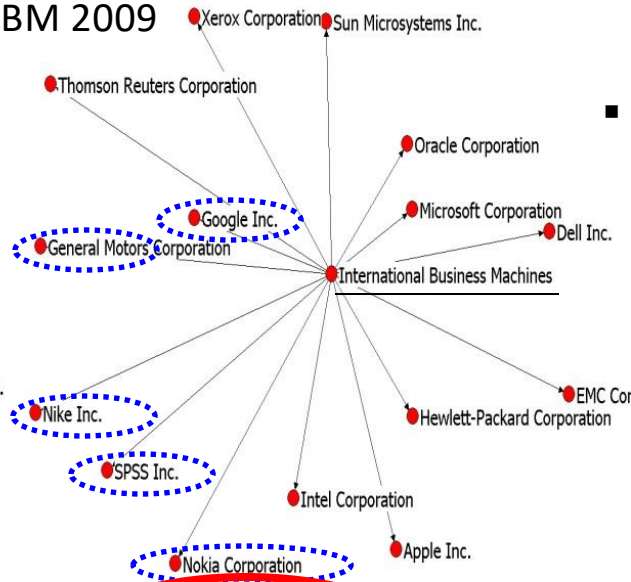 BM 2009
Xerox Corporation
Sun Microsystems Inc.
Thomson Reuters Corporation
Oracle Corporation
Google Inc.
Microsoft Corporation
General Motors Corporation
Dell Inc.
International Business Machines
EMC Cor
Nike Inc.
Hewlett-Packard Corporation
SPSS Inc.
Intel Corporation
Apple Inc.
Nokia Corporation